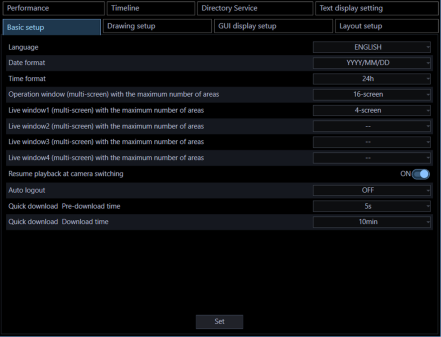 Performance Timeline Directory Service Text display setting
Basic setup Drawing setup GUI display setup Layout setup
Language ENGLISH
Date format YYYY/MM/DD
Time format 24h
Operation window (multi-screen) with the maximum number of areas 16-screen
Live window1 (multi-screen) with the maximum number of areas 4-screen
Live window2 (multi-screen) with the maximum number of areas ---
Live window3 (multi-screen) with the maximum number of areas ---
Live window4 (multi-screen) with the maximum number of areas ---
Resume playback at camera switching ON
Auto logout OFF
Quick download Pre-download time 5s
Quick download Download time 10min
Set